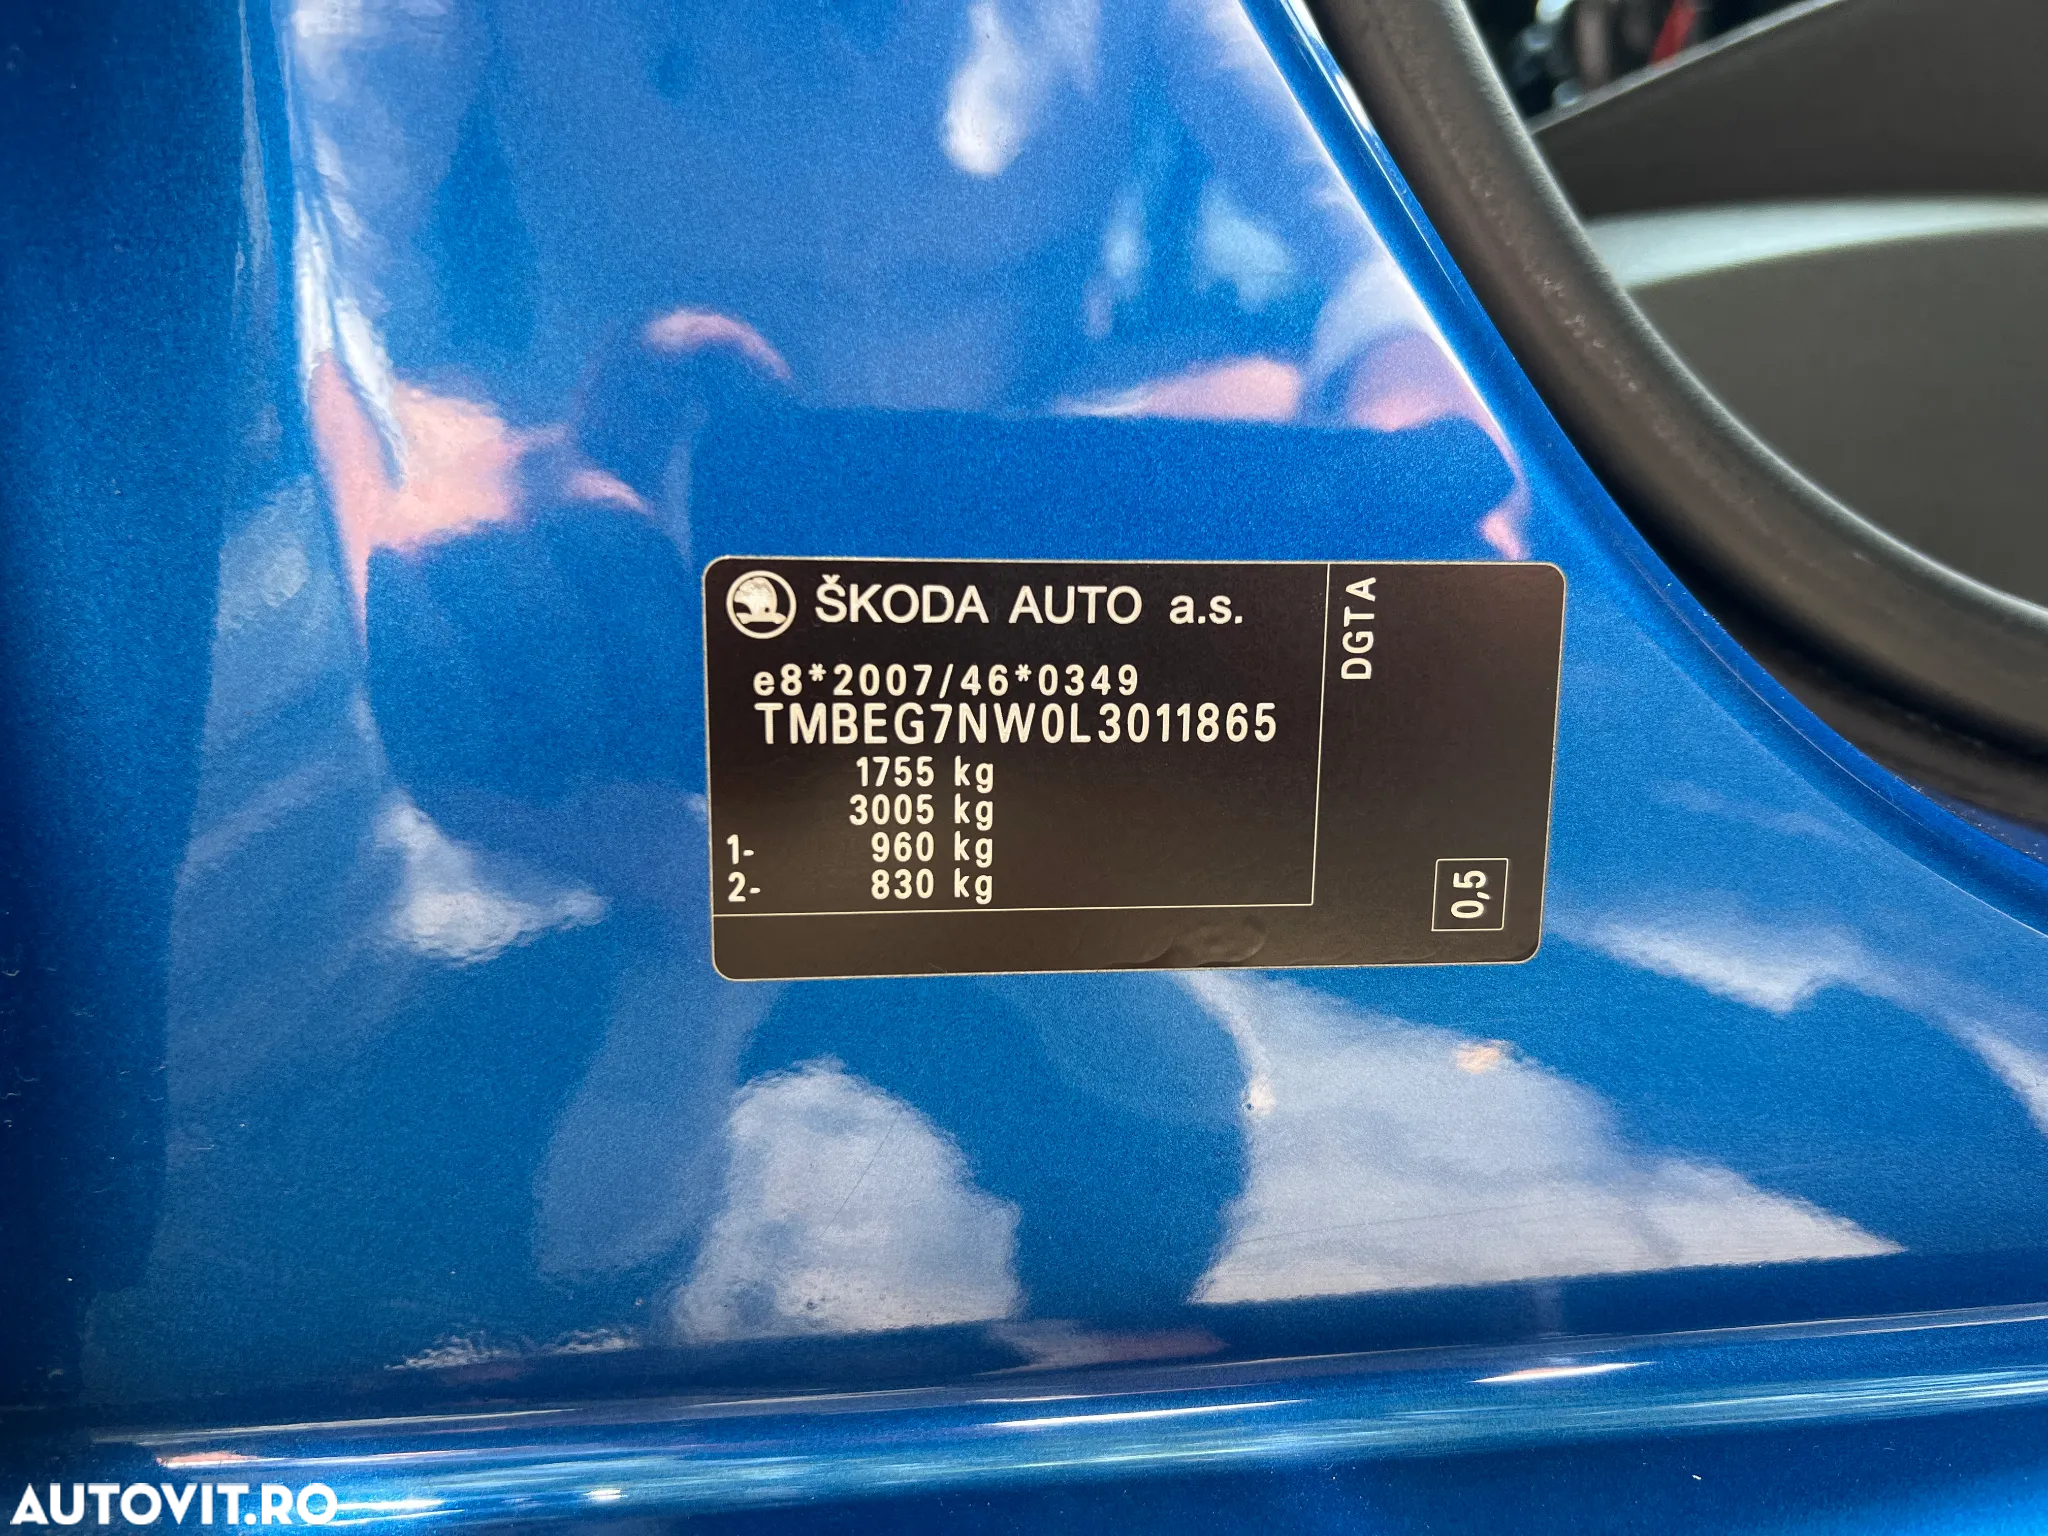 ŠKODA AUTO a.s.
e8*2007/46*0349
TMBEG7NW0L3011865
1755 kg
3005 kg
1- 960 kg
2- 830 kg
DGTA
0,5
AUTOVIT.RO